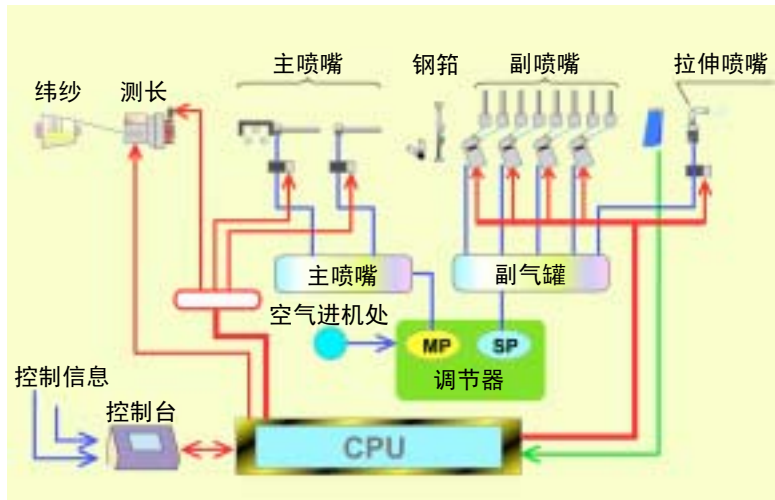 主喷嘴
钢筘
副喷嘴
拉伸喷嘴
纬纱
测长
主喷嘴
副气罐
空气进机处
MP
SP
调节器
控制信息
控制台
CPU